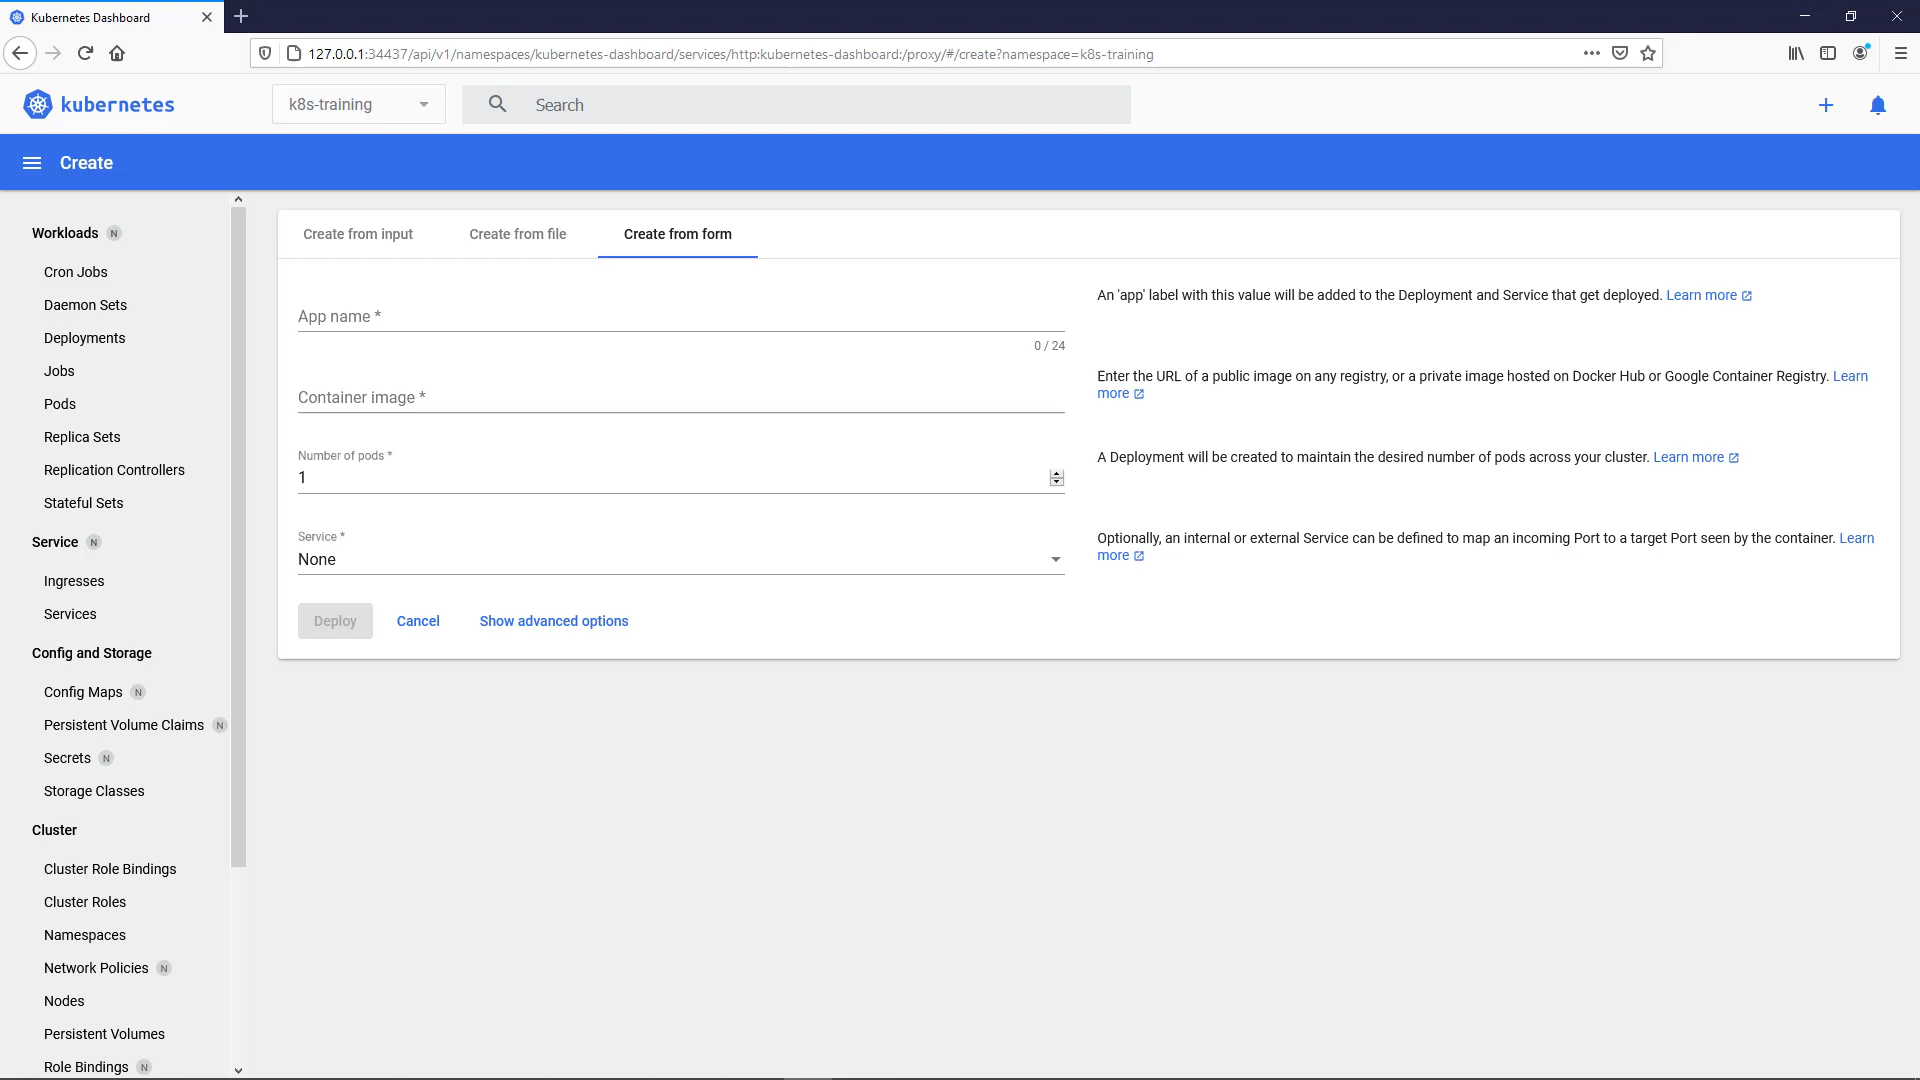 Kubernetes Dashboard
127.0.0.1:34437/api/v1/namespaces/kubernetes-dashboard/services/http:kubernetes-dashboard:/proxy/#/create?namespace=k8s-training
kubernetes
k8s-training
Search
Create
Workloads N
Cron Jobs
Daemon Sets
Deployments
Jobs
Pods
Replica Sets
Replication Controllers
Stateful Sets
Service N
Ingresses
Services
Config and Storage
Config Maps N
Persistent Volume Claims N
Secrets N
Storage Classes
Cluster
Cluster Role Bindings
Cluster Roles
Namespaces
Network Policies N
Nodes
Persistent Volumes
Role Bindings N
Create from input
Create from file
Create from form
App name *
0 / 24
An 'app' label with this value will be added to the Deployment and Service that get deployed. Learn more
Container image *
Enter the URL of a public image on any registry, or a private image hosted on Docker Hub or Google Container Registry. Learn
more
Number of pods *
1
A Deployment will be created to maintain the desired number of pods across your cluster. Learn more
Service *
None
Optionally, an internal or external Service can be defined to map an incoming Port to a target Port seen by the container. Learn
more
Deploy
Cancel
Show advanced options